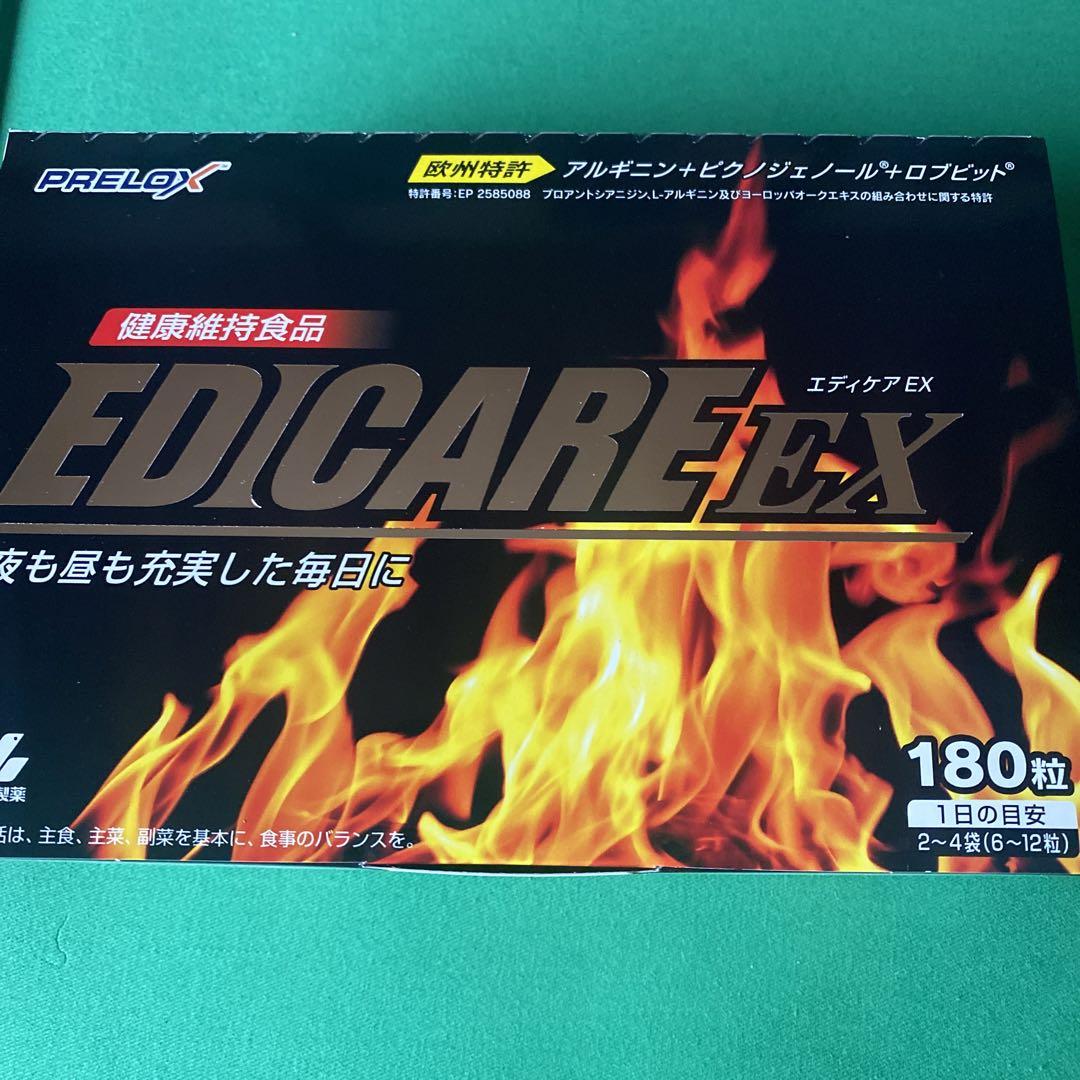 PRELOX™
欧州特許 アルギニン+ピクノジェノール®+ロブビット®
特許番号:EP 2585088 プロアントシアニジン、L-アルギニン及びヨーロッパオークエキスの組み合わせに関する特許
健康維持食品
エディケアEX
EDICARE EX
夜も昼も充実した毎日に
180粒
1日の目安
2〜4袋(6〜12粒)
製薬
は、主食、主菜、副菜を基本に、食事のバランスを。